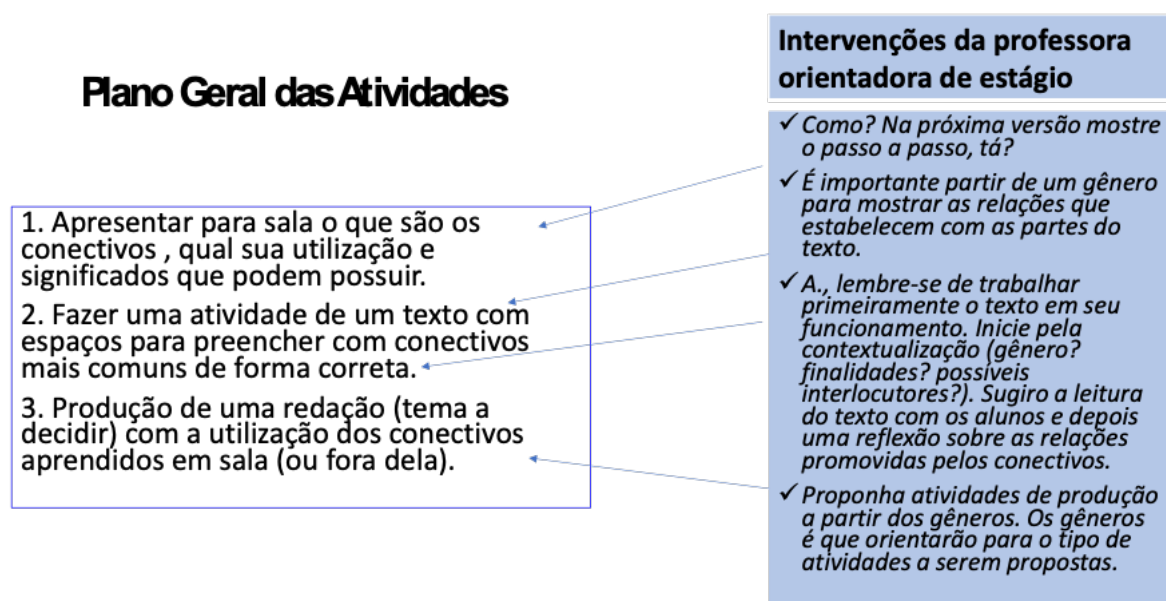 Plano Geral das Atividades
1. Apresentar para sala o que são os
conectivos , qual sua utilização e
significados que podem possuir.
2. Fazer uma atividade de um texto com
espaços para preencher com conectivos
mais comuns de forma correta.
3. Produção de uma redação (tema a
decidir) com a utilização dos conectivos
aprendidos em sala (ou fora dela).
Intervenções da professora
orientadora de estágio
✓ Como? Na próxima versão mostre
o passo a passo, tá?
✓ É importante partir de um gênero
para mostrar as relações que
estabelecem com as partes do
texto.
✓ A., lembre-se de trabalhar
primeiramente o texto em seu
funcionamento. Inicie pela
contextualização (gênero?
finalidades? possíveis
interlocutores?). Sugiro a leitura
do texto com os alunos e depois
uma reflexão sobre as relações
promovidas pelos conectivos.
✓ Proponha atividades de produção
a partir dos gêneros. Os gêneros
é que orientarão para o tipo de
atividades a serem propostas.